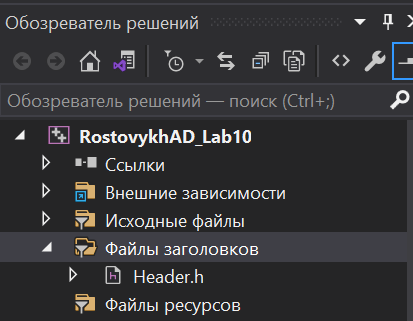 Обозреватель решений
Обозреватель решений — поиск (Ctrl+;)
RostovykhAD_Lab10
Ссылки
Внешние зависимости
Исходные файлы
Файлы заголовков
Header.h
Файлы ресурсов